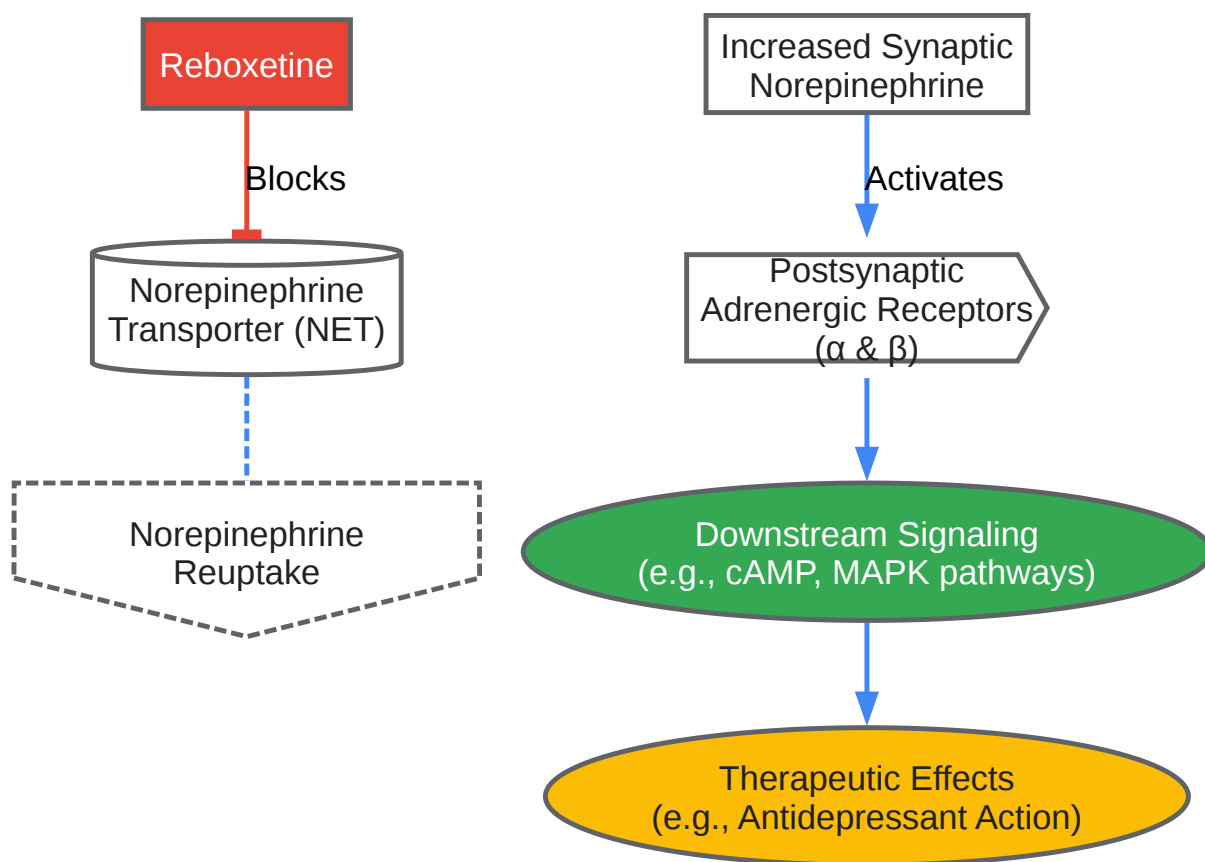 Reboxetine
Blocks
Norepinephrine
Transporter (NET)
Norepinephrine
Reuptake
Increased Synaptic
Norepinephrine
Activates
Postsynaptic
Adrenergic Receptors
(α & β)
Downstream Signaling
(e.g., cAMP, MAPK pathways)
Therapeutic Effects
(e.g., Antidepressant Action)